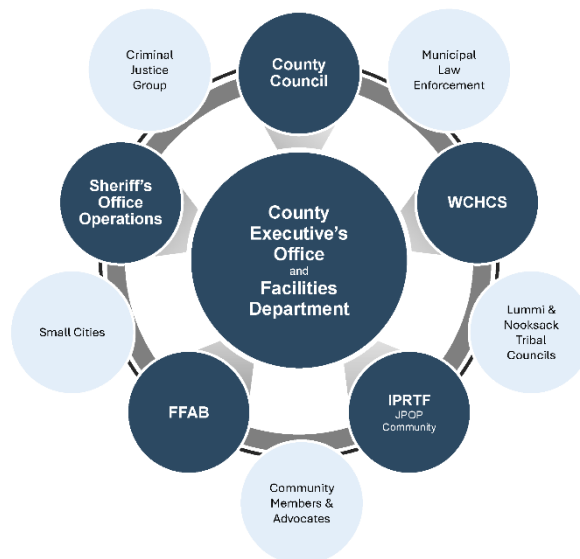 Criminal
Justice
Group
County
Council
Municipal
Law
Enforcement
Sheriff's
Office
Operations
County
Executive's
Office
and
Facilities
Department
WCHCS
Small Cities
Lummi &
Nooksack
Tribal
Councils
FFAB
IPRTF
JPOP
Community
Community
Members &
Advocates